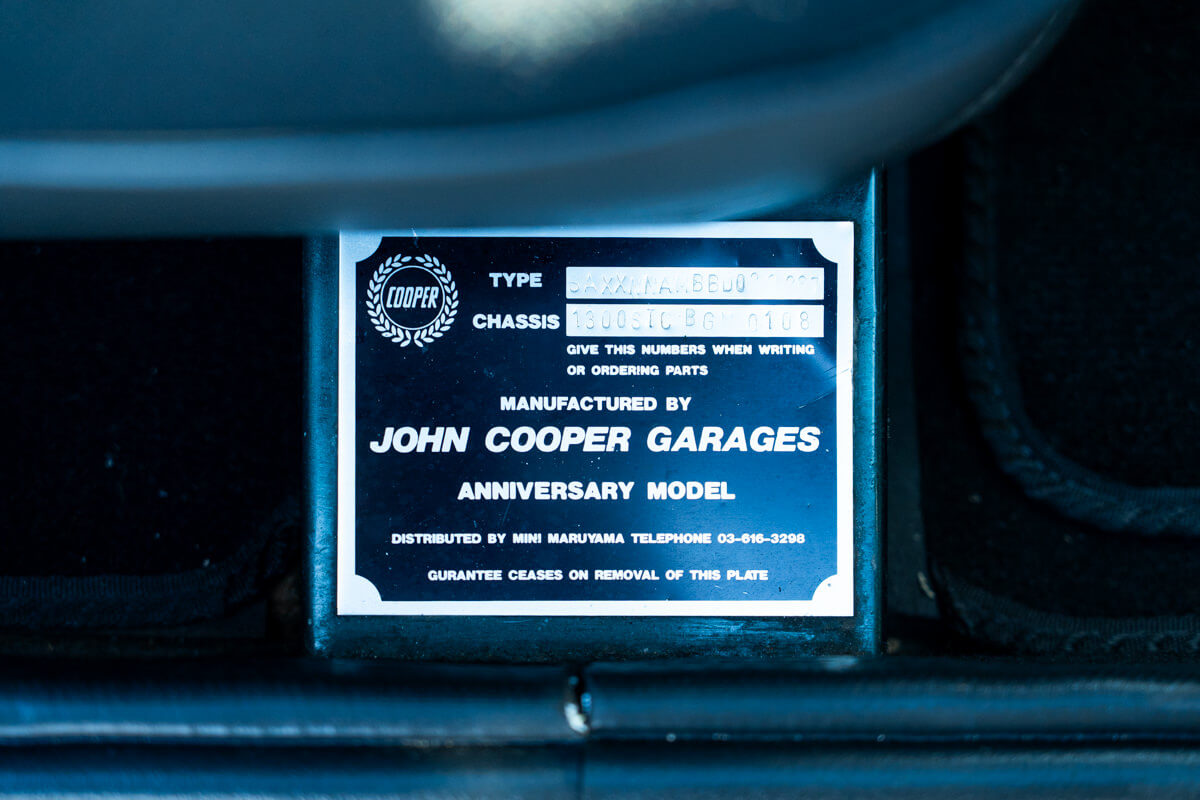 COOPER
TYPE
CHASSIS 1300STC 0108
GIVE THIS NUMBERS WHEN WRITING
OR ORDERING PARTS
MANUFACTURED BY
JOHN COOPER GARAGES
ANNIVERSARY MODEL
DISTRIBUTED BY MINI MARUYAMA TELEPHONE 03-616-3298
GURANTEE CEASES ON REMOVAL OF THIS PLATE